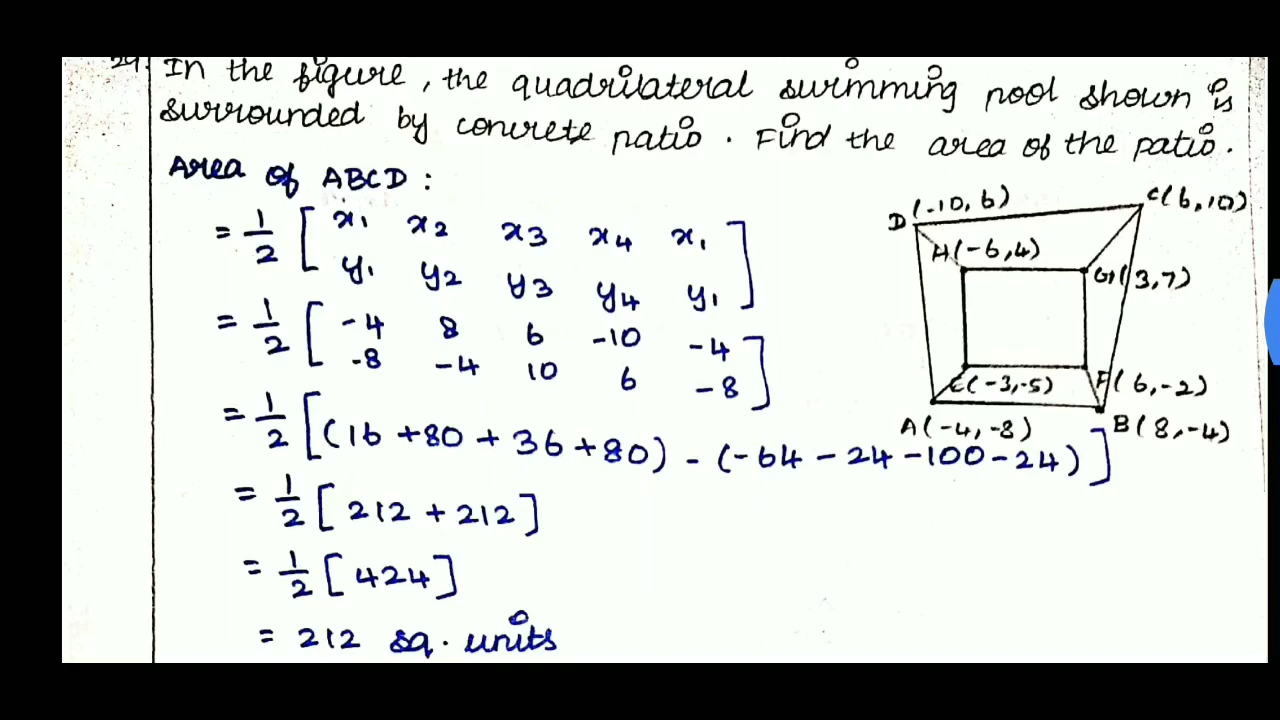 29. In the figure, the quadrilateral swimming pool shown is
surrounded by concrete patio. Find the area of the patio.
Area of ABCD:
= 1/2 [ x₁ x₂ x₃ x₄ x₁
y₁ y₂ y₃ y₄ y₁ ]
= 1/2 [ -4 8 6 -10 -4
-8 -4 10 6 -8 ]
= 1/2 [(16 +80 + 36 +80) - (-64 - 24 -100 -24)]
= 1/2 [ 212 + 212]
= 1/2 [424]
= 212 sq. units
D (-10, 6)
C(6,10)
H(-6,4)
G(3,7)
E(-3,-5)
F(6,-2)
A(-4,-8)
B(8,-4)